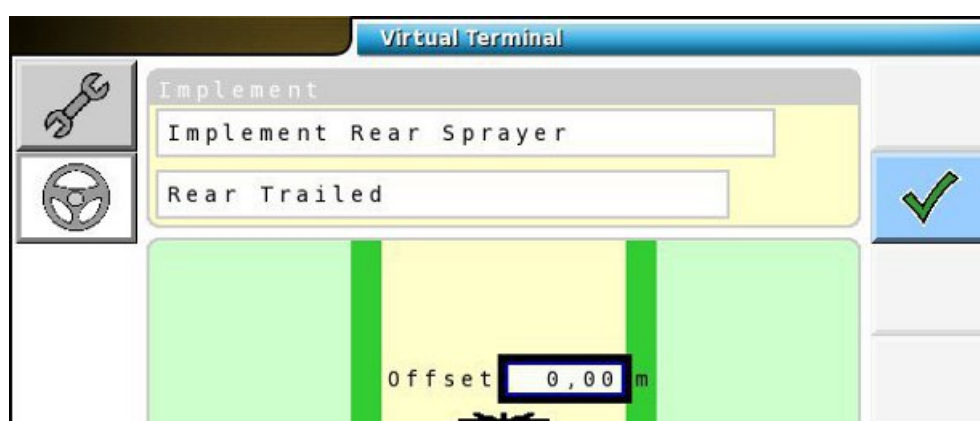 Virtual Terminal
Implement
Implement Rear Sprayer
Rear Trailed
Offset 0,00 m